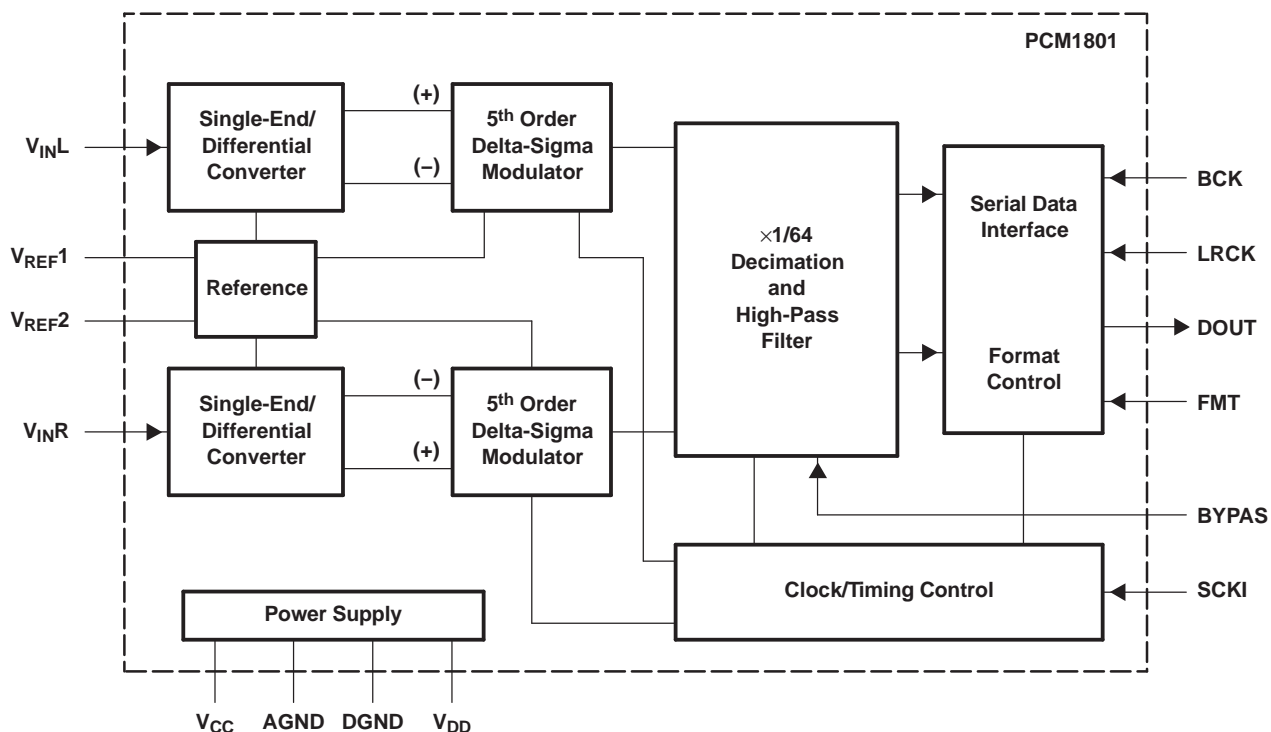 PCM1801
Single-End/
Differential
Converter
(+)
(–)
5th Order
Delta-Sigma
Modulator
VINL
VREF1
VREF2
Reference
Single-End/
Differential
Converter
(–)
(+)
5th Order
Delta-Sigma
Modulator
VINR
×1/64
Decimation
and
High-Pass
Filter
Serial Data
Interface
Format
Control
BCK
LRCK
DOUT
FMT
BYPAS
SCKI
Clock/Timing Control
Power Supply
VCC
AGND
DGND
VDD